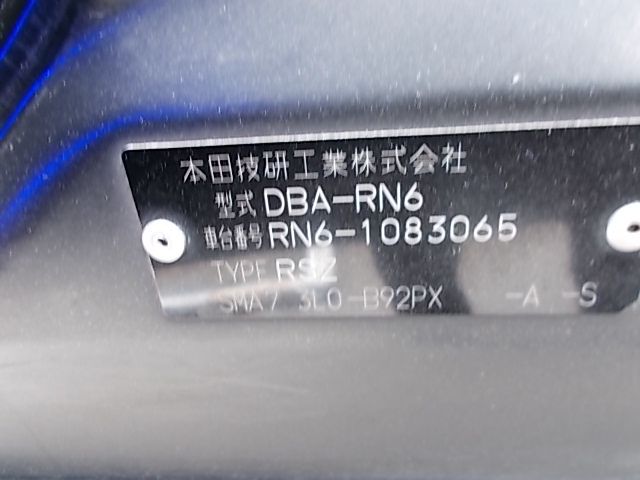 本田技研工業株式会社
型式 DBA-RN6
車台番号 RN6-1083065
TYPE RSZ
SMA7 3L0-B92PX -A -S